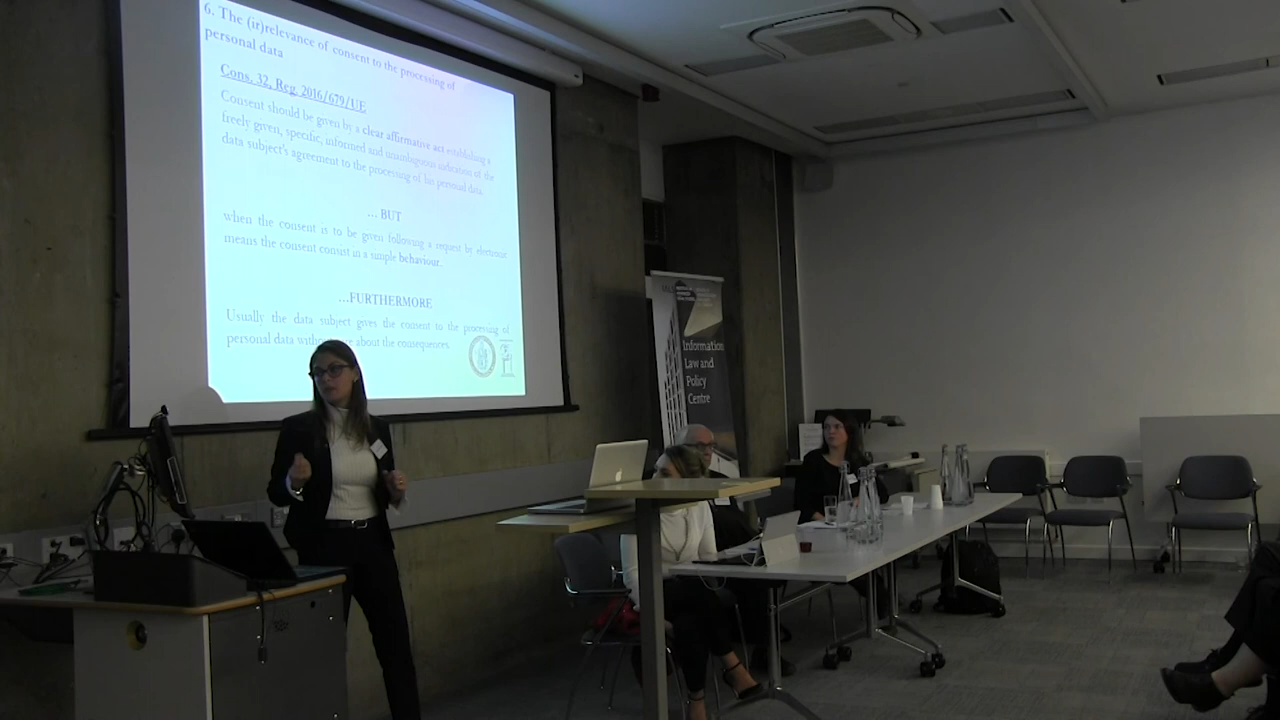 6. The (ir)relevance of consent to the processing of
personal data
Cons. 32, Reg. 2016/679/UE
Consent should be given by a clear affirmative act establishing a
freely given, specific, informed and unambiguous indication of the
data subject's agreement to the processing of his personal data.
... BUT
when the consent is to be given following a request by electronic
means the consent consist in a simple behaviour.
...FURTHERMORE
Usually the data subject gives the consent to the processing of
personal data about the consequences.
Information
Law and
Policy
Centre